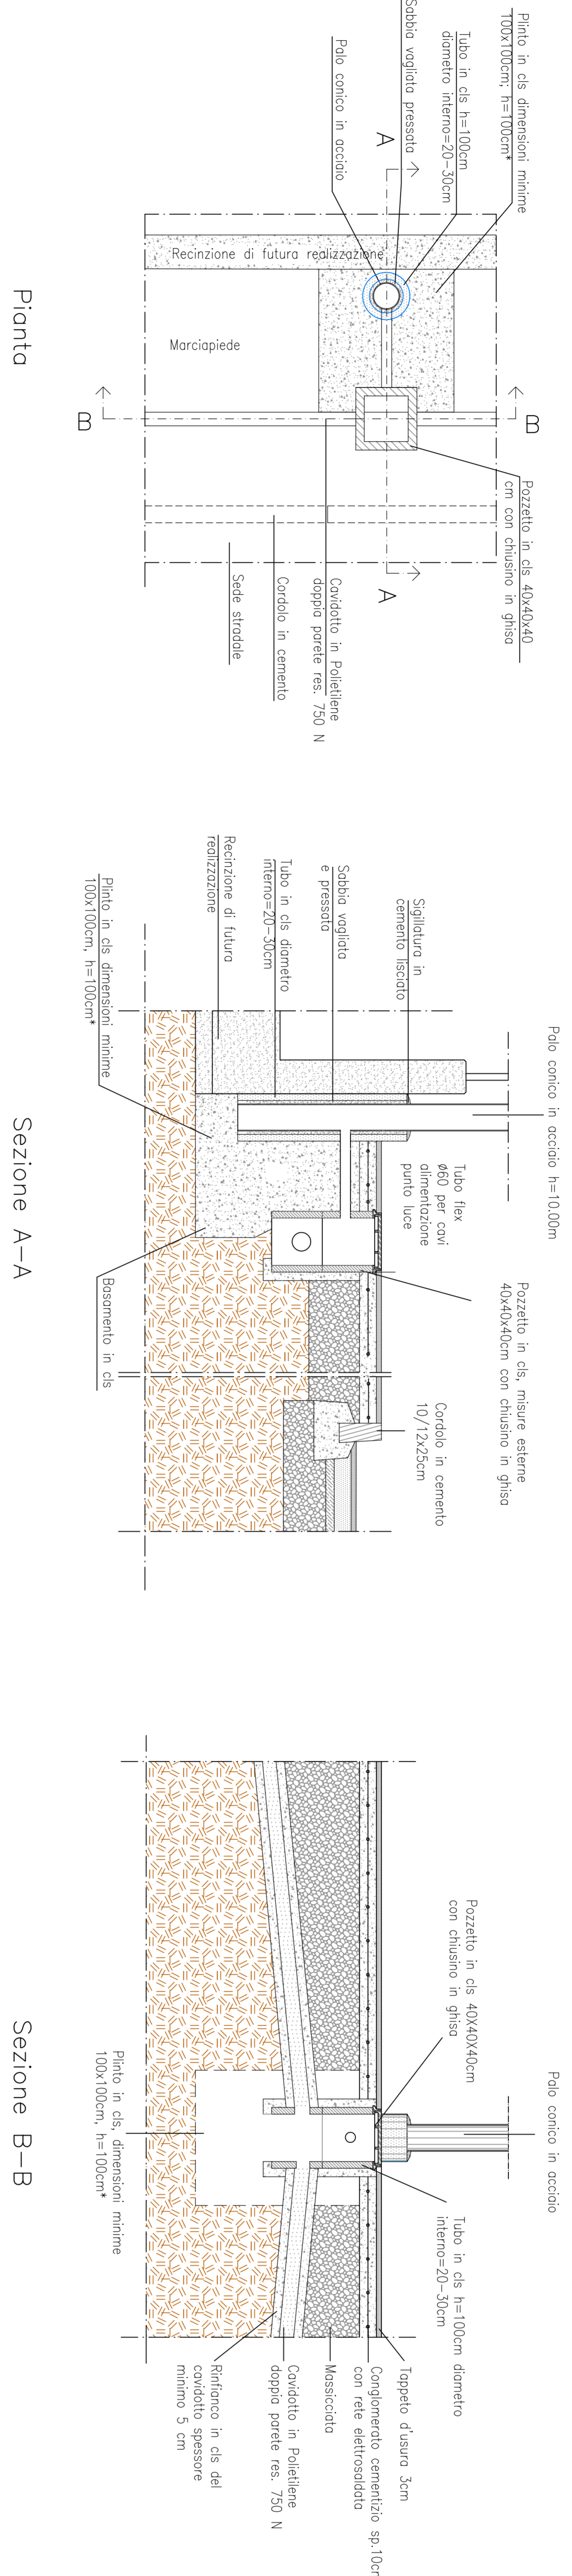 Plinto in cls dimensioni minime
100x100cm; h=100cm*
Tubo in cls h=100cm
diametro interno=20-30cm
Sabbia vagliata pressata
Palo conico in acciaio
A
A
Recinzione di futura realizzazione
Marciapiede
B
B
Pozzetto in cls 40x40x40
cm con chiusino in ghisa
Cavidotto in Polietilene
doppia parete res. 750 N
Cordolo in cemento
Sede stradale
Pianta
Palo conico in acciaio h=10.00m
Sigillatura in
cemento lisciato
Sabbia vagliata
e pressata
Tubo in cls diametro
interno=20-30cm
Recinzione di futura
realizzazione
Plinto in cls dimensioni minime
100x100cm, h=100cm*
Tubo flex
ø60 per cavi
alimentazione
punto luce
Pozzetto in cls, misure esterne
40x40x40cm con chiusino in ghisa
Cordolo in cemento
10/12x25cm
Basamento in cls
Sezione A-A
Palo conico in acciaio
Pozzetto in cls 40X40X40cm
con chiusino in ghisa
Tubo in cls h=100cm diametro
interno=20-30cm
Tappeto d'usura 3cm
Conglomerato cementizio sp.10cm
con rete elettrosaldata
Massicciata
Cavidotto in Polietilene
doppia parete res. 750 N
Rinfianco in cls del
cavidotto spessore
minimo 5 cm
Plinto in cls, dimensioni minime
100x100cm, h=100cm*
Sezione B-B